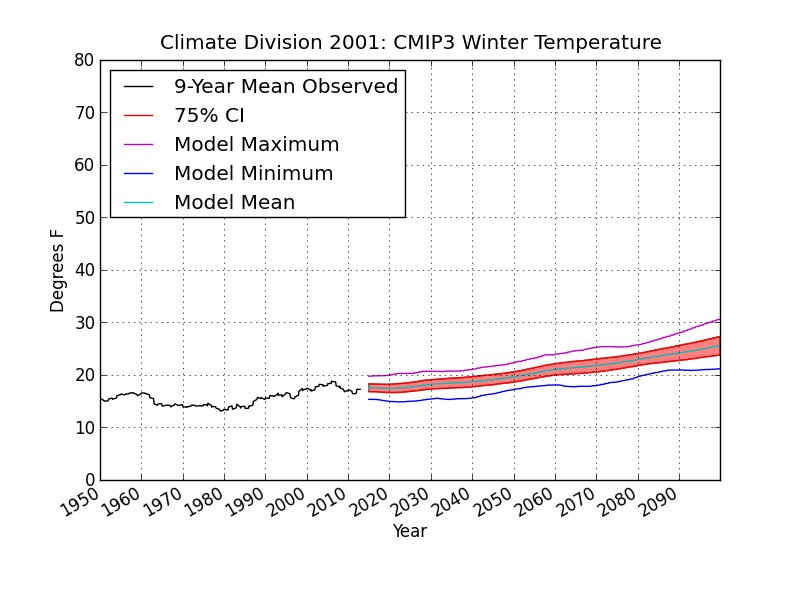 Climate Division 2001: CMIP3 Winter Temperature
80
70
60
50
40
30
20
10
0
Degrees F
9-Year Mean Observed
75% CI
Model Maximum
Model Minimum
Model Mean
1950 1960 1970 1980 1990 2000 2010 2020 2030 2040 2050 2060 2070 2080 2090
Year